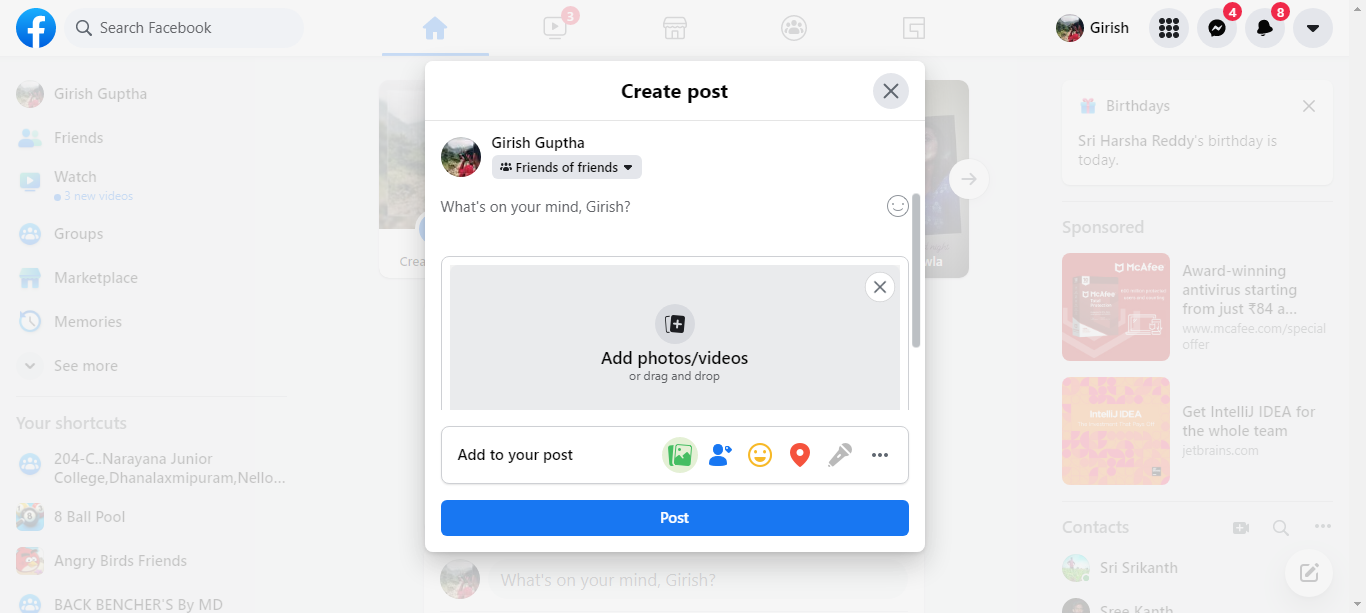 Search Facebook
3
Girish
4
8
Girish Guptha
Friends
Watch
3 new videos
Groups
Marketplace
Memories
See more
Your shortcuts
204-C..Narayana Junior
College,Dhanalaxmipuram,Nello...
8 Ball Pool
Angry Birds Friends
BACK BENCHER'S By MD
Crea
Create post
Girish Guptha
Friends of friends
What's on your mind, Girish?
Add photos/videos
or drag and drop
Add to your post
Post
What's on your mind, Girish?
Birthdays
Sri Harsha Reddy's birthday is
today.
Sponsored
McAfee
Award-winning
antivirus starting
from just ₹84 a...
www.mcafee.com/special
offer
IntelliJ IDEA
Get IntelliJ IDEA for
the whole team
jetbrains.com
Contacts
Sri Srikanth
Sree Kanth